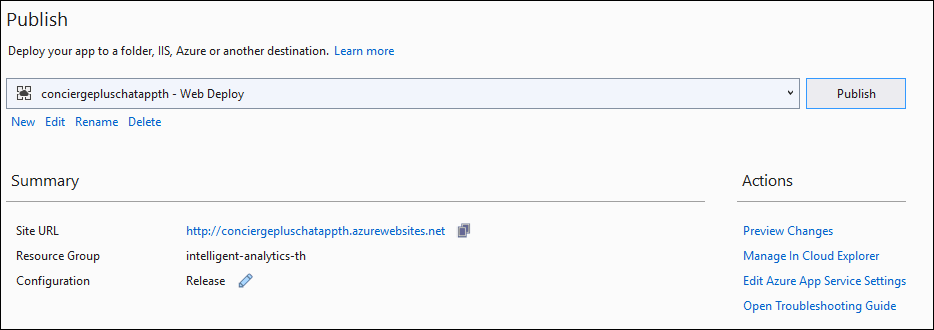 Publish
Deploy your app to a folder, IIS, Azure or another destination. Learn more
conciergepluschatappth - Web Deploy
Publish
New Edit Rename Delete
Summary
Actions
Site URL http://conciergepluschatappth.azurewebsites.net
Preview Changes
Resource Group intelligent-analytics-th
Manage In Cloud Explorer
Configuration Release
Edit Azure App Service Settings
Open Troubleshooting Guide